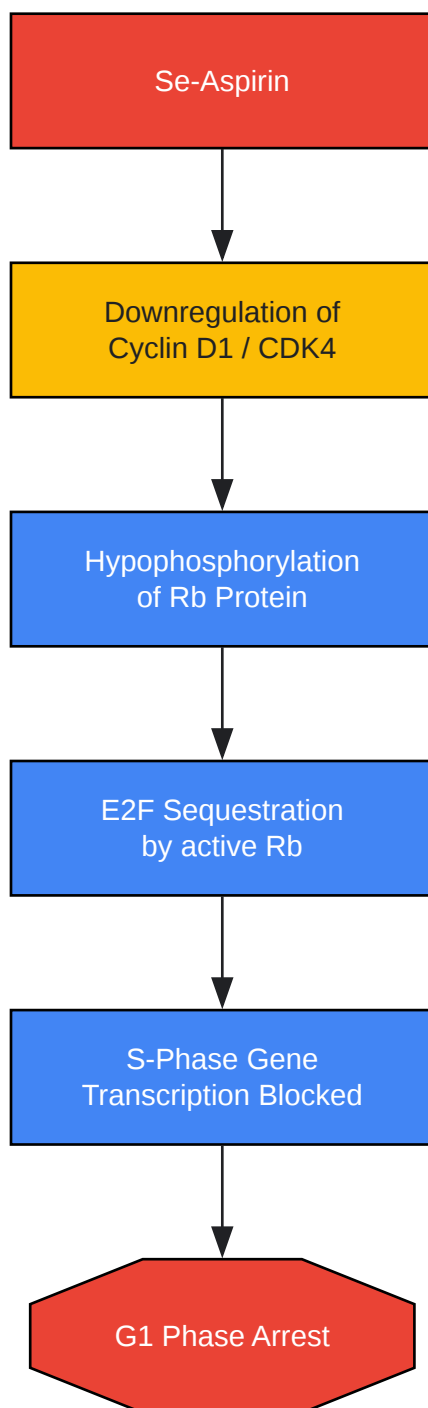 Se-Aspirin
Downregulation of
Cyclin D1 / CDK4
Hypophosphorylation
of Rb Protein
E2F Sequestration
by active Rb
S-Phase Gene
Transcription Blocked
G1 Phase Arrest